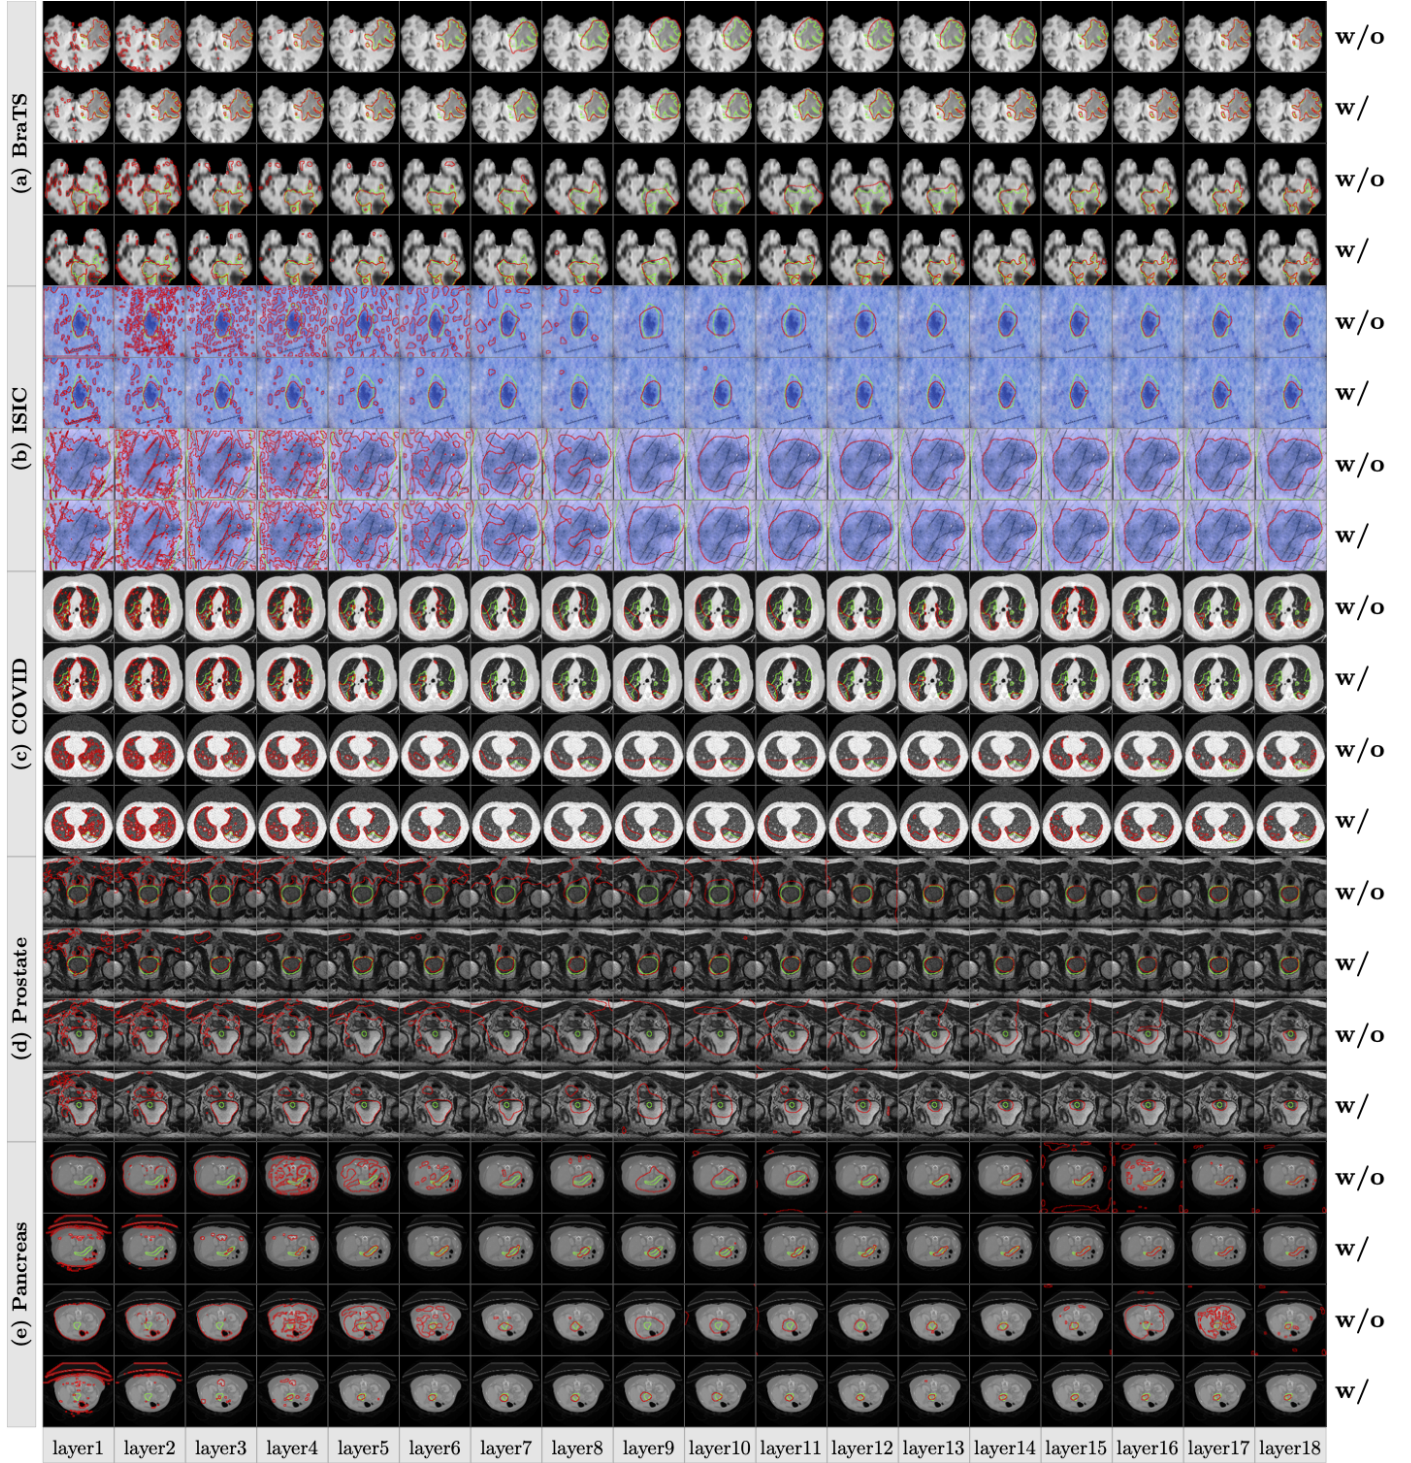 (a) BraTS
w/o
w/
w/o
w/
(b) ISIC
w/o
w/
w/o
w/
(c) COVID
w/o
w/
w/o
w/
(d) Prostate
w/o
w/
w/o
w/
(e) Pancreas
w/o
w/
w/o
w/
layer1 layer2 layer3 layer4 layer5 layer6 layer7 layer8 layer9 layer10 layer11 layer12 layer13 layer14 layer15 layer16 layer17 layer18